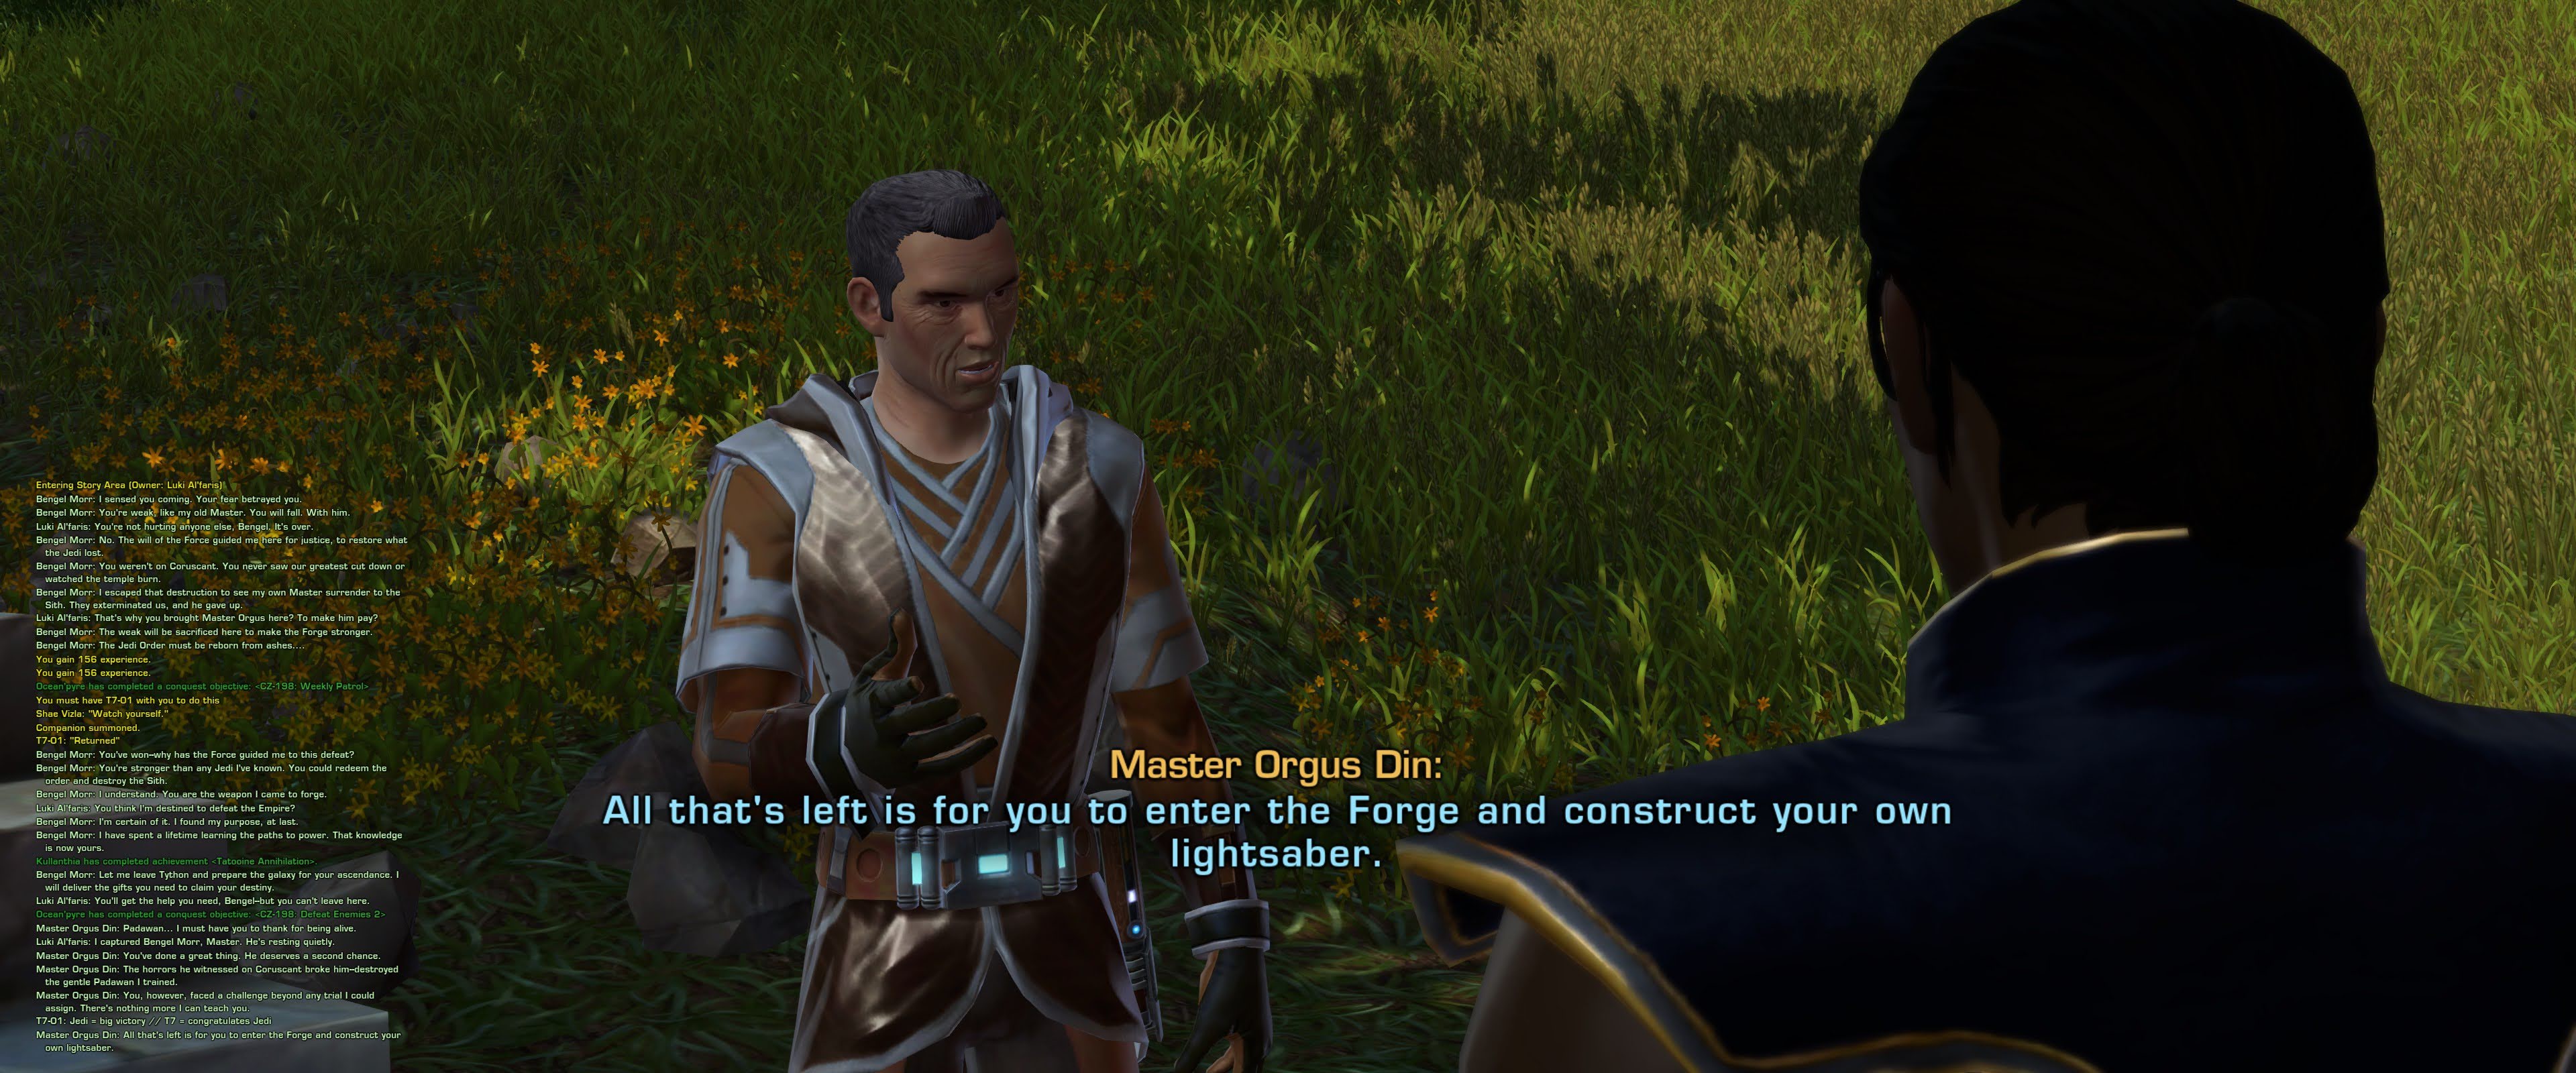 Entering Story Area (Owner: Luki Al'faris)
Bengel Morr: I sensed you coming. Your fear betrayed you.
Bengel Morr: You're weak, like my old Master. You will fall. With him.
Luki Al'faris: You're not hurting anyone else, Bengel. It's over.
Bengel Morr: No. The will of the Force guided me here for justice, to restore what
the Jedi lost.
Bengel Morr: You weren't on Coruscant. You never saw our greatest cut down or
watched the temple burn.
Bengel Morr: I escaped that destruction to see my own Master surrender to the
Sith. They exterminated us, and he gave up.
Luki Al'faris: That's why you brought Master Orgus here? To make him pay?
Bengel Morr: The weak will be sacrificed here to make the Forge stronger.
Bengel Morr: The Jedi Order must be reborn from ashes....
You gain 156 experience.
You gain 156 experience.
Ocean'pyre has completed a conquest objective: <CZ-198: Weekly Patrol>
You must have T7-01 with you to do this
Shae Vizla: "Watch yourself."
Companion summoned.
T7-01: "Returned"
Bengel Morr: You've won—why has the Force guided me to this defeat?
Bengel Morr: You're stronger than any Jedi I've known. You could redeem the
order and destroy the Sith.
Bengel Morr: I understand. You are the weapon I came to forge.
Luki Al'faris: You think I'm destined to defeat the Empire?
Bengel Morr: I'm certain of it. I found my purpose, at last.
Bengel Morr: I have spent a lifetime learning the paths to power. That knowledge
is now yours.
Kullanthia has completed achievement <Tatooine Annihilation>.
Bengel Morr: Let me leave Tython and prepare the galaxy for your ascendance. I
will deliver the gifts you need to claim your destiny.
Luki Al'faris: You'll get the help you need, Bengel—but you can't leave here.
Ocean'pyre has completed a conquest objective: <CZ-198: Defeat Enemies 2>
Master Orgus Din: Padawan... I must have you to thank for being alive.
Luki Al'faris: I captured Bengel Morr, Master. He's resting quietly.
Master Orgus Din: You've done a great thing. He deserves a second chance.
Master Orgus Din: The horrors he witnessed on Coruscant broke him—destroyed
the gentle Padawan I trained.
Master Orgus Din: You, however, faced a challenge beyond any trial I could
assign. There's nothing more I can teach you.
T7-01: Jedi = big victory // T7 = congratulates Jedi
Master Orgus Din: All that's left is for you to enter the Forge and construct your
own lightsaber.
Master Orgus Din:
All that's left is for you to enter the Forge and construct your own
lightsaber.